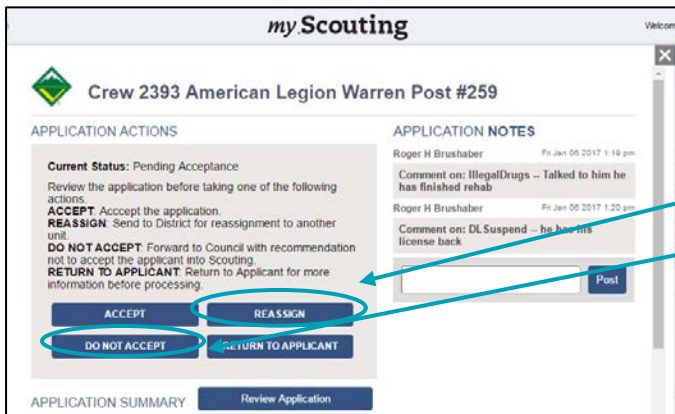 my.Scouting
Welcom
Crew 2393 American Legion Warren Post #259
APPLICATION ACTIONS
Current Status: Pending Acceptance
Review the application before taking one of the following
actions.
ACCEPT: Acccept the application.
REASSIGN: Send to District for reassignment to another
unit.
DO NOT ACCEPT: Forward to Council with recommendation
not to accept the applicant into Scouting.
RETURN TO APPLICANT: Return to Applicant for more
information before processing.
ACCEPT
REASSIGN
DO NOT ACCEPT
RETURN TO APPLICANT
APPLICATION SUMMARY
Review Application
APPLICATION NOTES
Roger H Brushaber Fri Jan 06 2017 1:19 pm
Comment on: IllegalDrugs -- Talked to him he
has finished rehab
Roger H Brushaber Fri Jan 06 2017 1:20 pm
Comment on: DLSuspend -- he has his
license back
Post